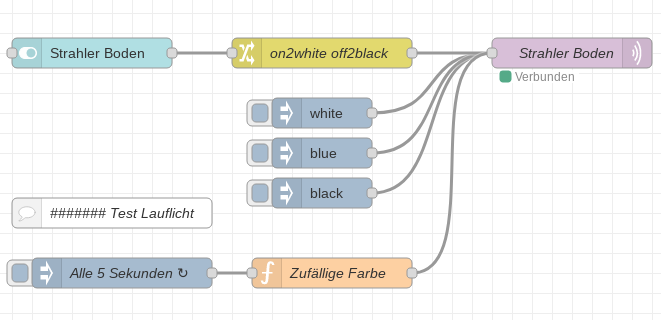 Strahler Boden
on2white off2black
Strahler Boden
Verbunden
white
blue
black
####### Test Lauflicht
Alle 5 Sekunden ↻
Zufällige Farbe